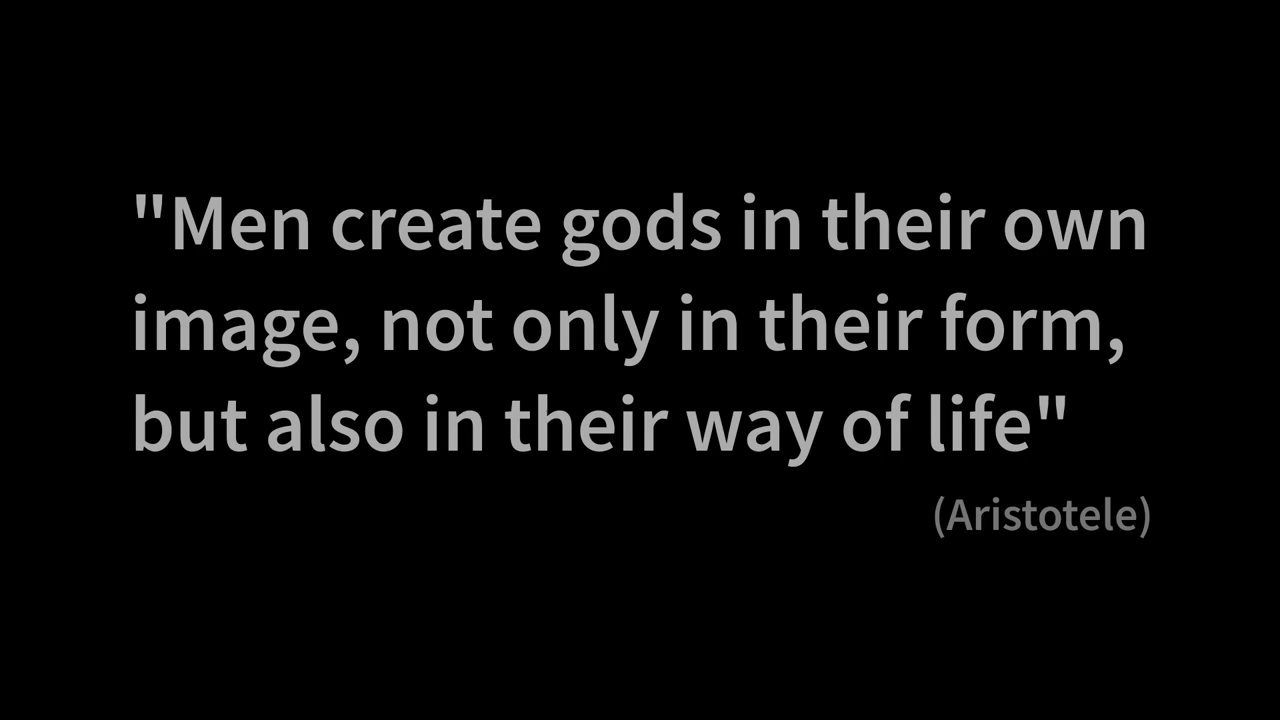 "Men create gods in their own
image, not only in their form,
but also in their way of life"
(Aristotele)